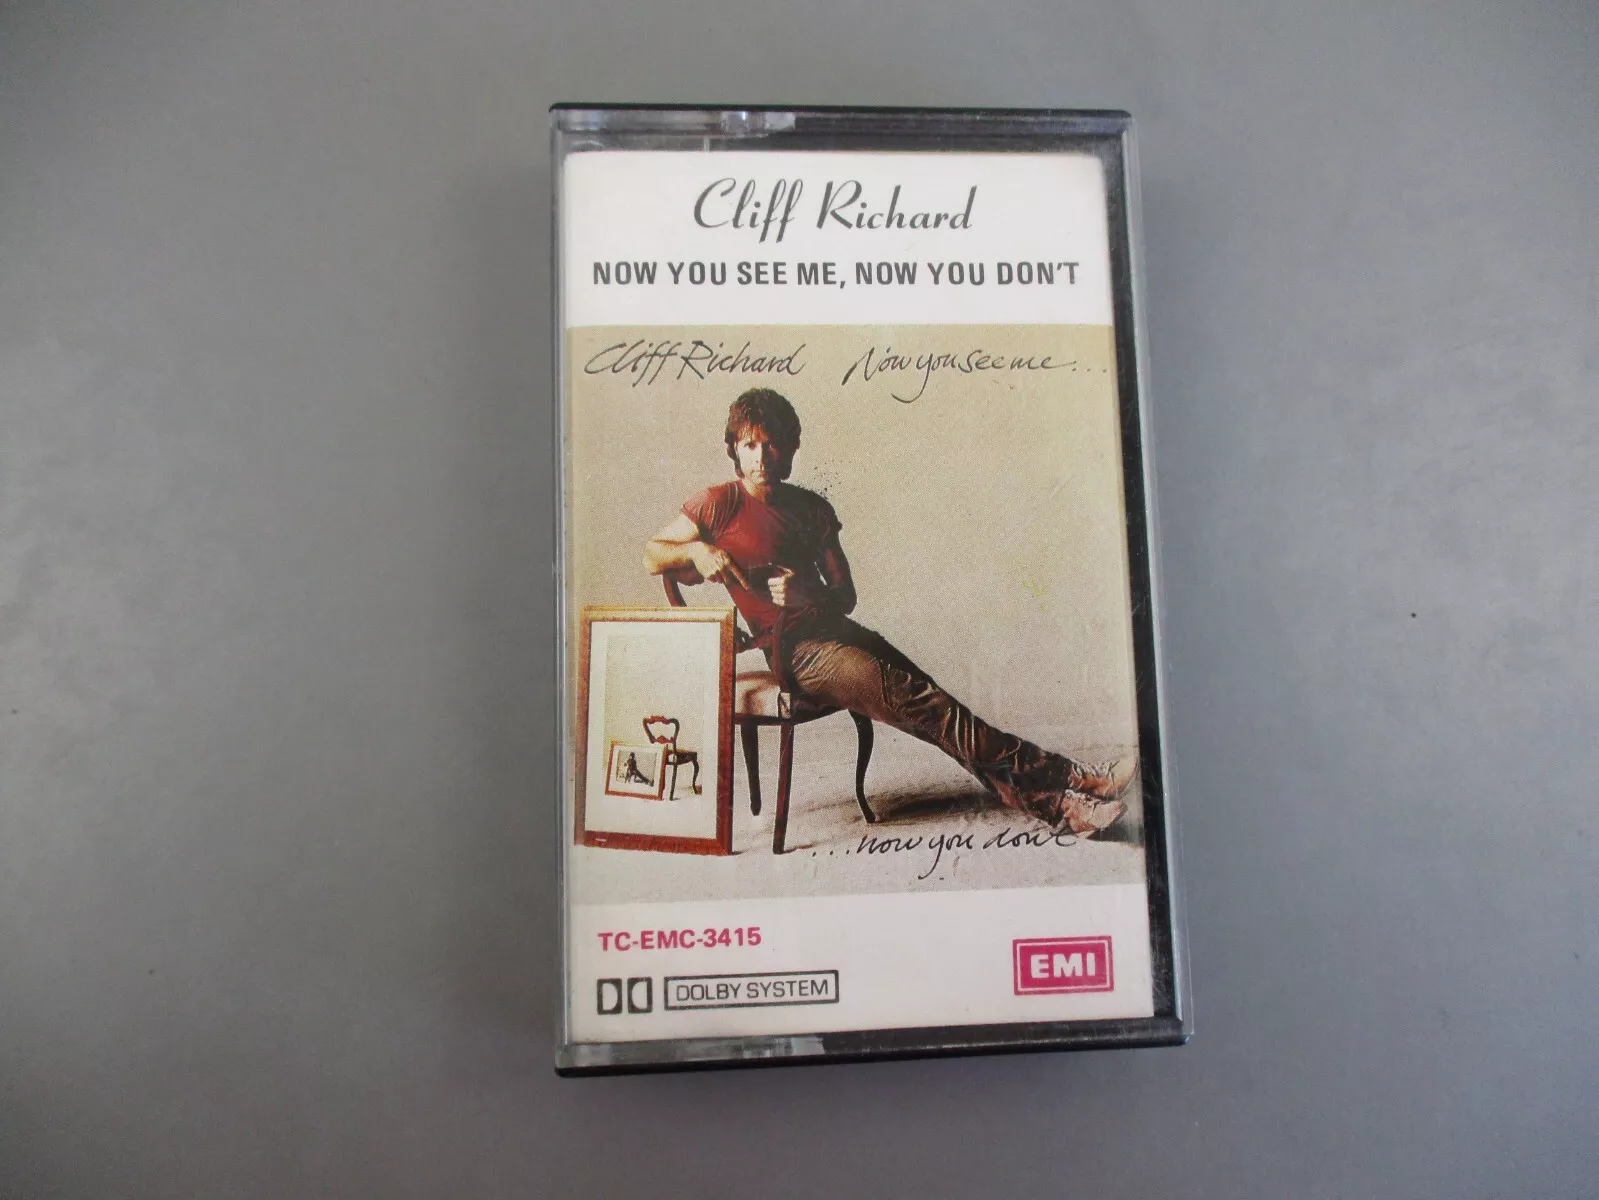 Cliff Richard
NOW YOU SEE ME, NOW YOU DON'T
Cliff Richard Now you see me...
...now you don't
TC-EMC-3415
EMI
DOLBY SYSTEM